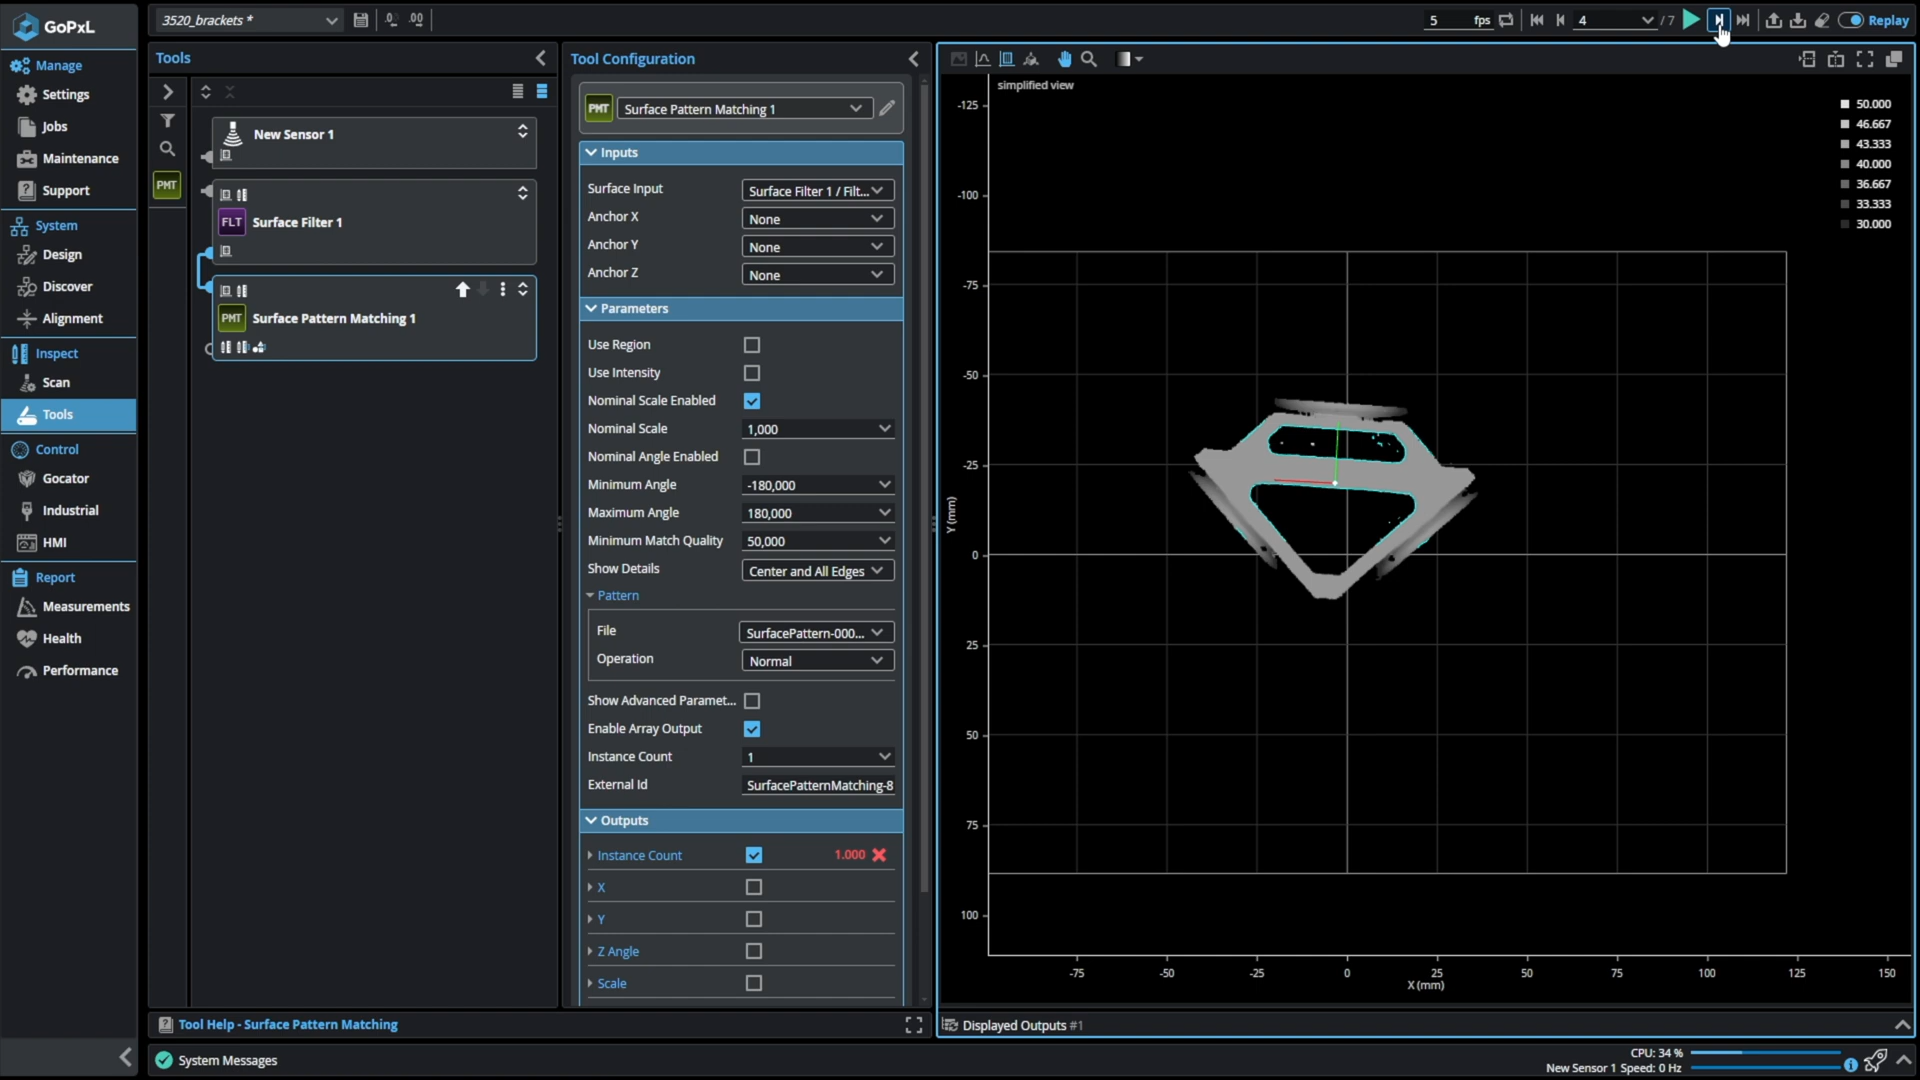 GoPxL
3520_brackets *
5 fps
4 / 7
Replay
Manage
Settings
Jobs
Maintenance
Support
System
Design
Discover
Alignment
Inspect
Scan
Tools
Control
Gocator
Industrial
HMI
Report
Measurements
Health
Performance
Tools
New Sensor 1
FLT Surface Filter 1
PMT
PMT Surface Pattern Matching 1
Tool Configuration
PMT Surface Pattern Matching 1
Inputs
Surface Input Surface Filter 1 / Filt...
Anchor X None
Anchor Y None
Anchor Z None
Parameters
Use Region
Use Intensity
Nominal Scale Enabled
Nominal Scale 1,000
Nominal Angle Enabled
Minimum Angle -180,000
Maximum Angle 180,000
Minimum Match Quality 50,000
Show Details Center and All Edges
Pattern
File SurfacePattern-000...
Operation Normal
Show Advanced Paramet...
Enable Array Output
Instance Count 1
External Id SurfacePatternMatching-8
Outputs
Instance Count 1.000
X
Y
Z Angle
Scale
simplified view
50.000
46.667
43.333
40.000
36.667
33.333
30.000
-125
-100
-75
-50
-25
0
25
50
75
100
Y (mm)
-75 -50 -25 0 25 50 75 100 125 150
X (mm)
Tool Help - Surface Pattern Matching
Displayed Outputs #1
System Messages
CPU: 34 %
New Sensor 1 Speed: 0 Hz